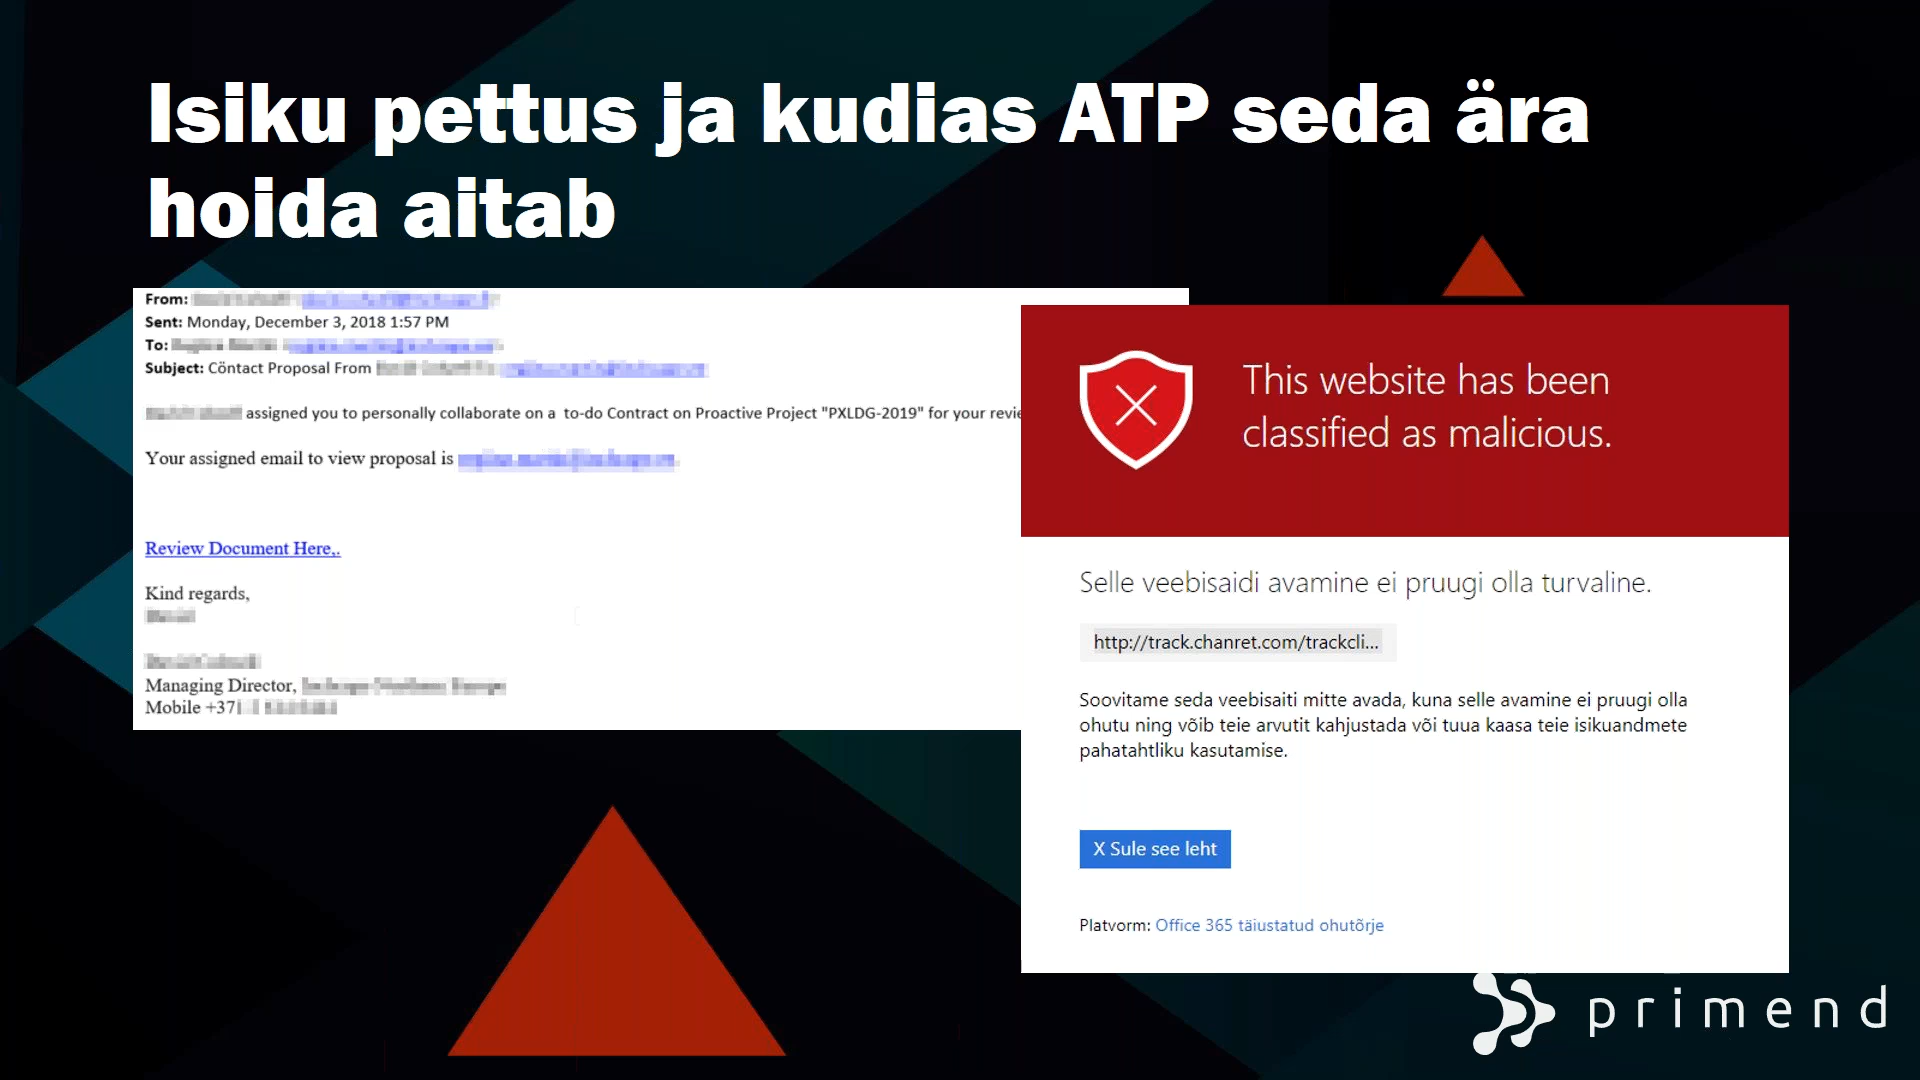 Isiku pettus ja kudias ATP seda ära
hoida aitab
From:
Sent: Monday, December 3, 2018 1:57 PM
To:
Subject: Cöntact Proposal From
assigned you to personally collaborate on a to-do Contract on Proactive Project "PXLDG-2019" for your revie
Your assigned email to view proposal is
Review Document Here,.
Kind regards,
Managing Director,
Mobile +371
This website has been
classified as malicious.
Selle veebisaidi avamine ei pruugi olla turvaline.
http://track.chanret.com/trackcli...
Soovitame seda veebisaiti mitte avada, kuna selle avamine ei pruugi olla
ohutu ning võib teie arvutit kahjustada või tuua kaasa teie isikuandmete
pahatahtliku kasutamise.
X Sule see leht
Platvorm: Office 365 täiustatud ohutõrje
primend